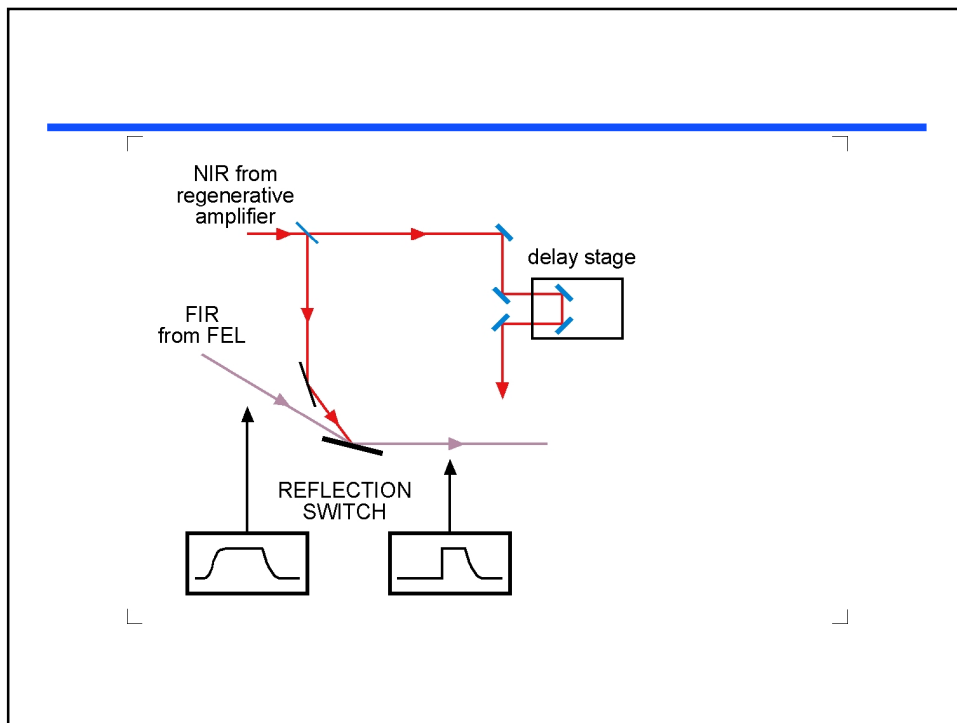 NIR from
regenerative
amplifier
delay stage
FIR
from FEL
REFLECTION
SWITCH